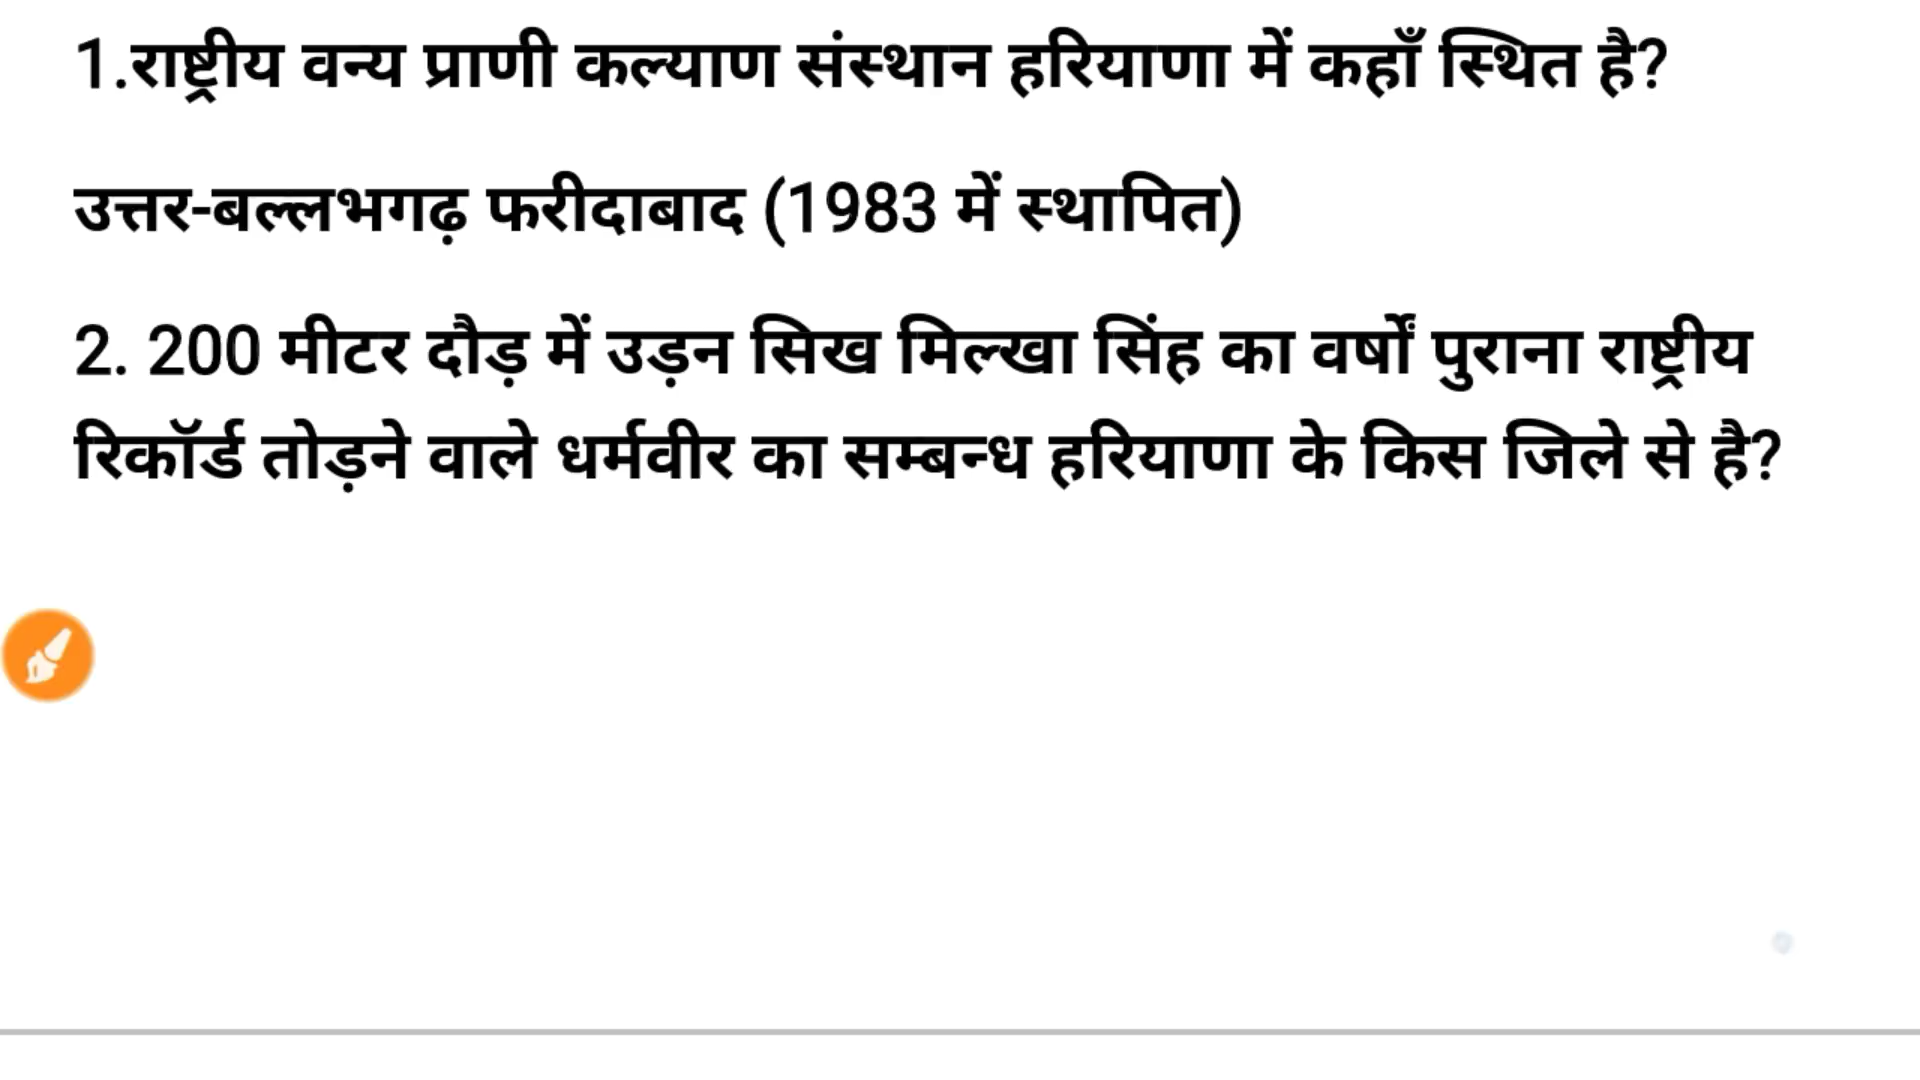 1.राष्ट्रीय वन्य प्राणी कल्याण संस्थान हरियाणा में कहाँ स्थित है?
उत्तर-बल्लभगढ़ फरीदाबाद (1983 में स्थापित)
2. 200 मीटर दौड़ में उड़न सिख मिल्खा सिंह का वर्षों पुराना राष्ट्रीय
रिकॉर्ड तोड़ने वाले धर्मवीर का सम्बन्ध हरियाणा के किस जिले से है?